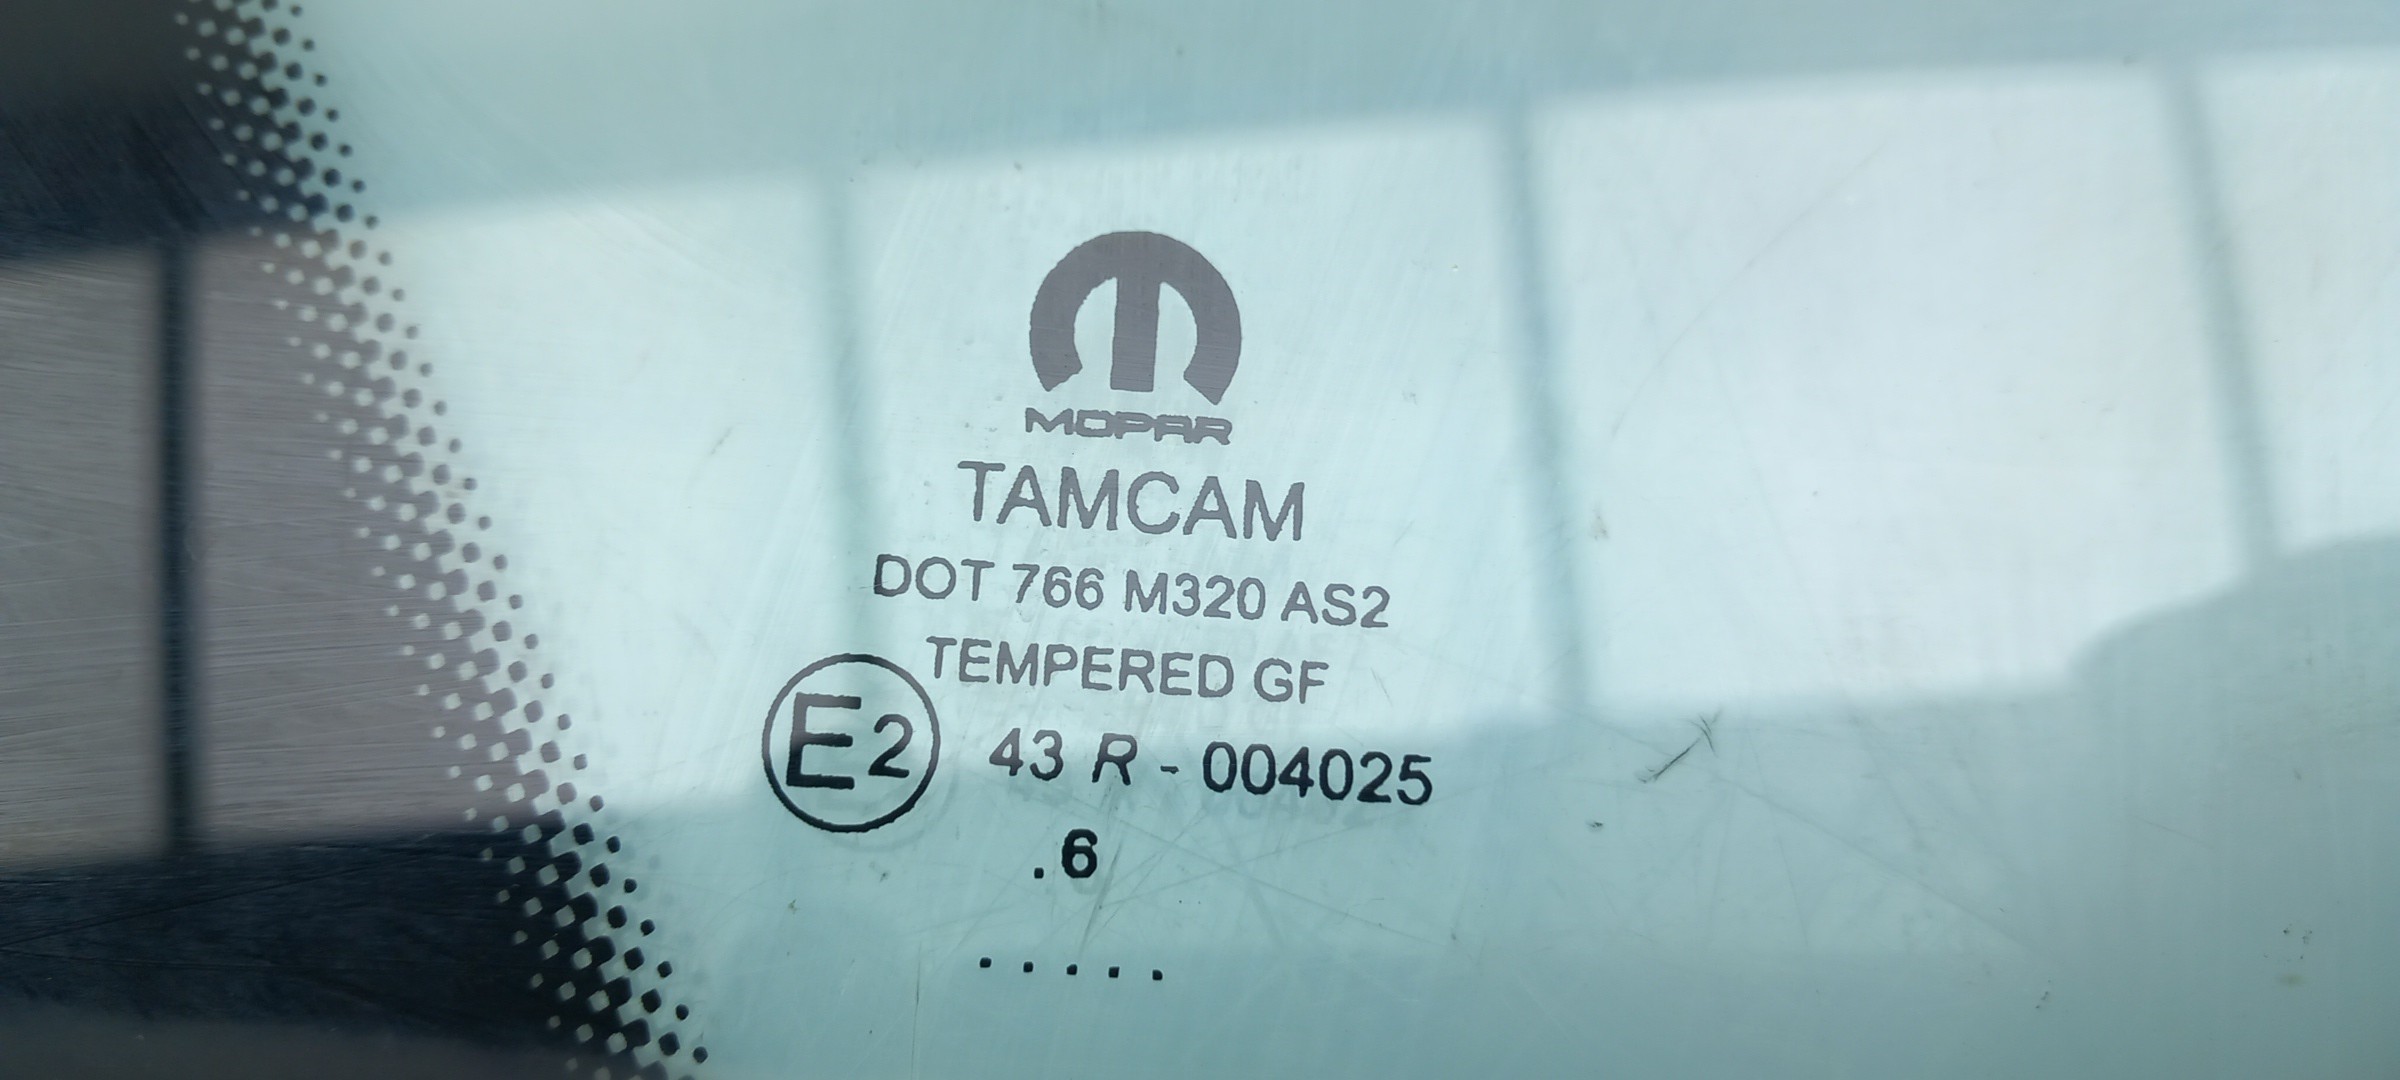 MOPAR
TAMCAM
DOT 766 M320 AS2
TEMPERED GF
E2 43 R - 004025
.6
.....